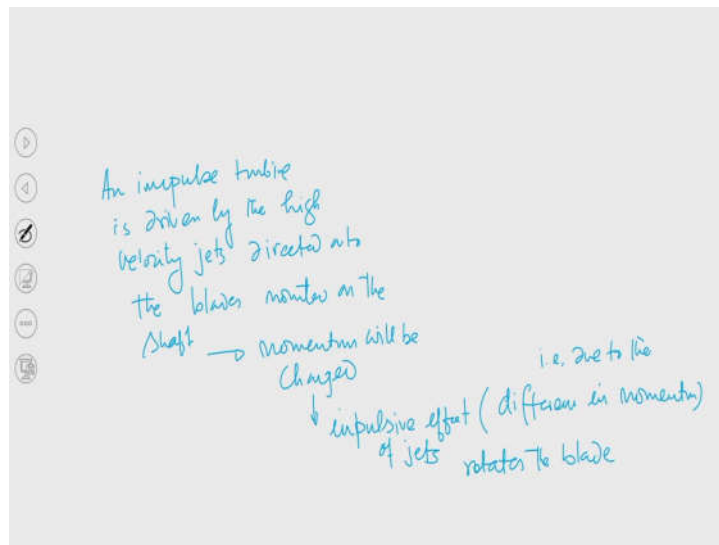 An impulse turbine
is driven by the high
velocity jets directed onto
the blades mounted on the
shaft → momentum will be
changed
↓ impulsive effect ( i.e. due to the different in momentum)
of jets rotates the blade